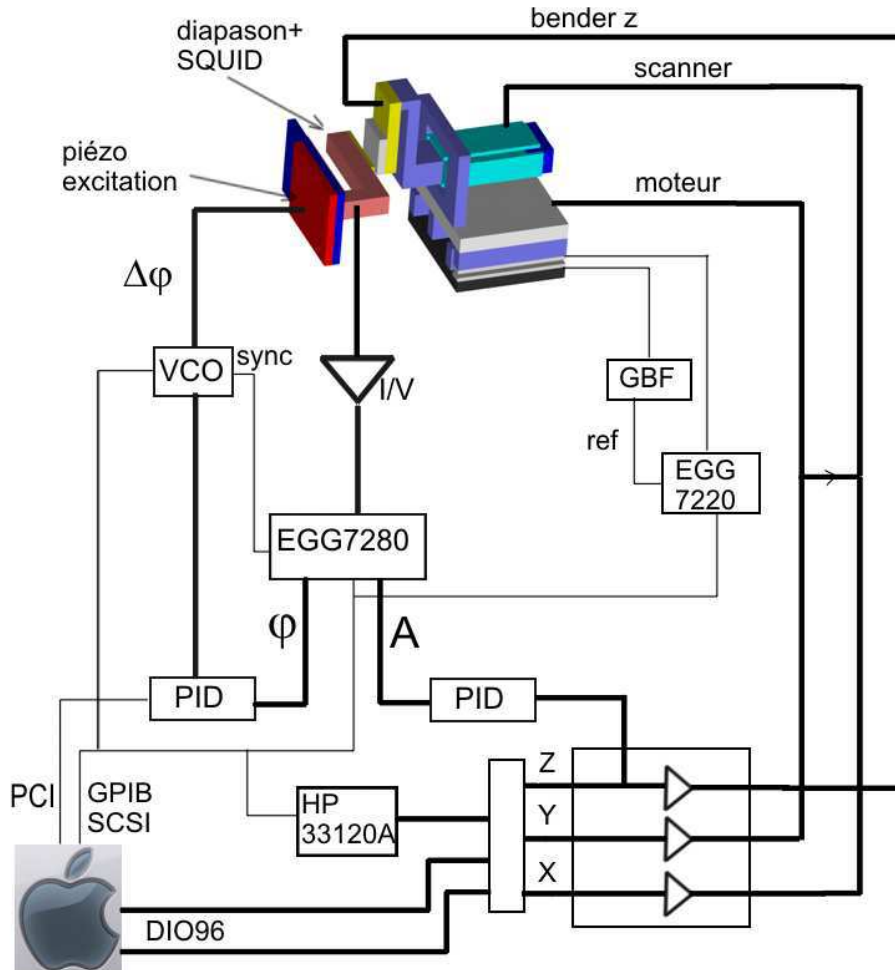 bender z
diapason+
SQUID
scanner
piézo
excitation
moteur
Δφ
VCO
sync
I/V
GBF
ref
EGG
7220
EGG7280
φ
A
PID
PID
PCI
GPIB
SCSI
HP
33120A
Z
Y
X
DIO96